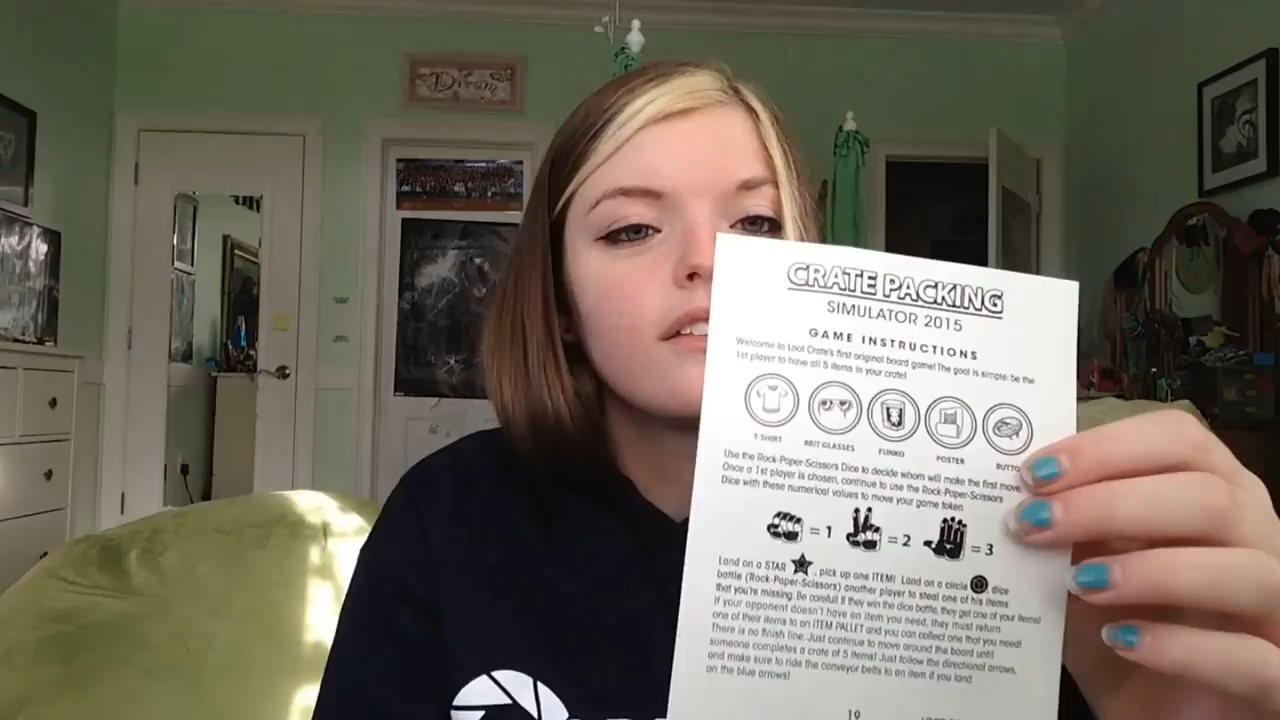 Dream
CRATE PACKING
SIMULATOR 2015
GAME INSTRUCTIONS
Welcome to Loot Crate's first original board game! The goal is simple: be the
1st player to have all 5 items in your crate!
T-SHIRT 8BIT GLASSES FUNKO POSTER BUTTO
Use the Rock-Paper-Scissors Dice to decide whom will make the first move.
Once a 1st player is chosen, continue to use the Rock-Paper-Scissors
Dice with these numerical values to move your game token
= 1 = 2 = 3
Land on a STAR , pick up one ITEM! Land on a circle , dice
battle (Rock-Paper-Scissors) another player to steal one of his items
that you're missing. Be careful! If they win the dice battle, they get one of your items!
If your opponent doesn't have an item you need, they must return
one of their items to an ITEM PALLET and you can collect one that you need!
There is no finish line. Just continue to move around the board until
someone completes a crate of 5 items! Just follow the directional arrows,
and make sure to ride the conveyor belts to an item if you land
on the blue arrows!
19